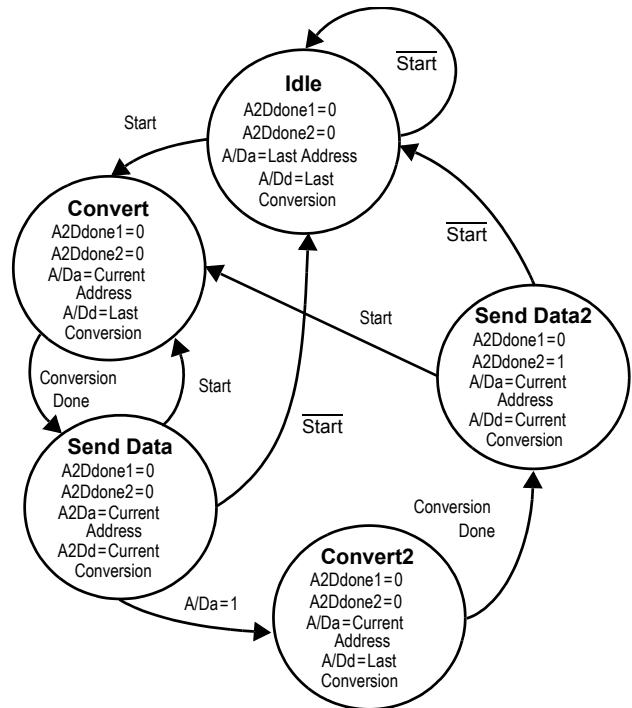 Start
Idle
A2Ddone1=0
A2Ddone2=0
A/Da=Last Address
A/Dd=Last
Conversion
Start
Convert
A2Ddone1=0
A2Ddone2=0
A/Da=Current
Address
A/Dd=Last
Conversion
Start
Start
Send Data2
A2Ddone1=0
A2Ddone2=1
A/Da=Current
Address
A/Dd=Current
Conversion
Conversion
Done
Start
Start
Send Data
A2Ddone1=0
A2Ddone2=0
A2Da=Current
Address
A2Dd=Current
Conversion
Conversion
Done
A/Da=1
Convert2
A2Ddone1=0
A2Ddone2=0
A/Da=Current
Address
A/Dd=Last
Conversion